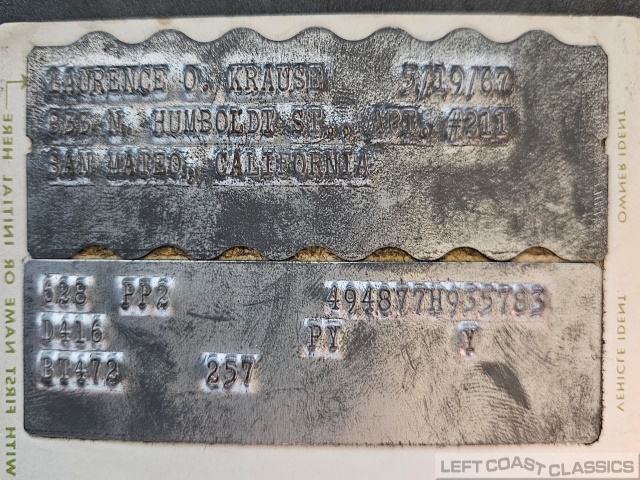 LAURENCE O. KRAUSE 5/19/67
355 N. HUMBOLDT ST., APT. #211
SAN MATEO, CALIFORNIA
628 PP2 494877H935783
D416 PY Y
BT472 257
WITH FIRST NAME OR INITIAL HERE
OWNER IDENT
VEHICLE IDENT
LEFT COAST CLASSICS